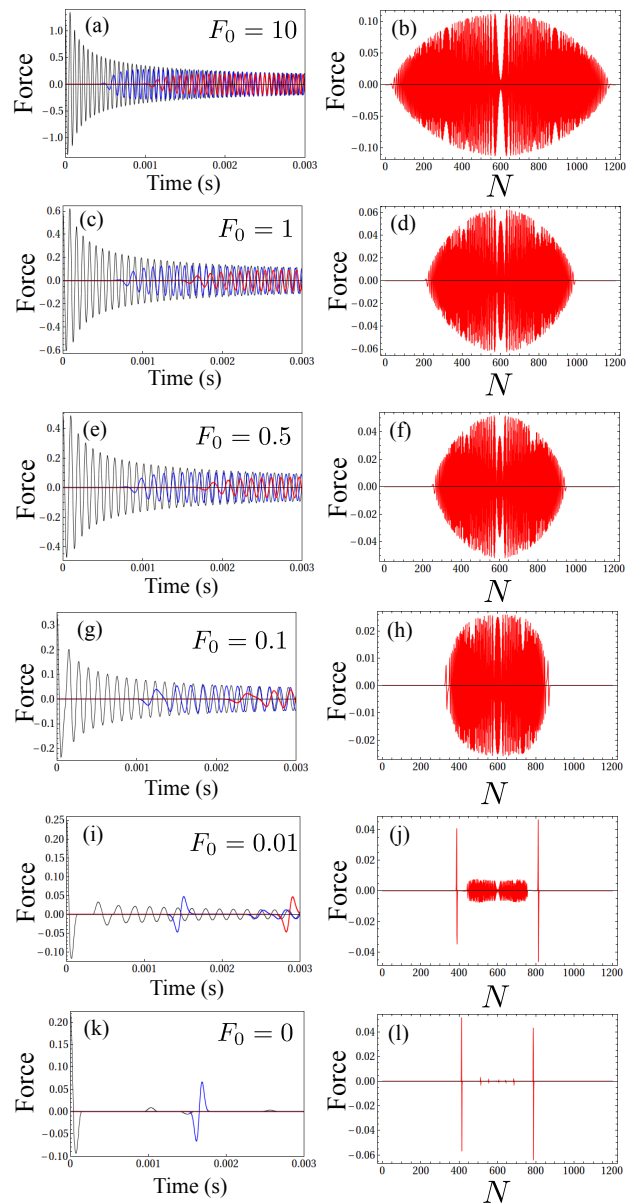 (a) F₀ = 10
Force
1.0
0.5
0.0
−0.5
−1.0
0 0.001 0.002 0.003
Time (s)
(b)
Force
0.10
0.05
0.00
−0.05
−0.10
0 200 400 600 800 1000 1200
N
(c) F₀ = 1
Force
0.6
0.4
0.2
0.0
−0.2
−0.4
−0.6
0 0.001 0.002 0.003
Time (s)
(d)
Force
0.06
0.04
0.02
0.00
−0.02
−0.04
−0.06
0 200 400 600 800 1000 1200
N
(e) F₀ = 0.5
Force
0.4
0.2
0.0
−0.2
−0.4
0 0.001 0.002 0.003
Time (s)
(f)
Force
0.04
0.02
0.00
−0.02
−0.04
0 200 400 600 800 1000 1200
N
(g) F₀ = 0.1
Force
0.3
0.2
0.1
0.0
−0.1
−0.2
0 0.001 0.002 0.003
Time (s)
(h)
Force
0.02
0.01
0.00
−0.01
−0.02
0 200 400 600 800 1000 1200
N
(i) F₀ = 0.01
Force
0.25
0.20
0.15
0.10
0.05
0.00
−0.05
−0.10
0 0.001 0.002 0.003
Time (s)
(j)
Force
0.04
0.02
0.00
−0.02
−0.04
0 200 400 600 800 1000 1200
N
(k) F₀ = 0
Force
0.20
0.15
0.10
0.05
0.00
−0.05
0.10
0 0.001 0.002 0.003
Time (s)
(l)
Force
0.04
0.02
0.00
−0.02
−0.04
−0.06
0 200 400 600 800 1000 1200
N